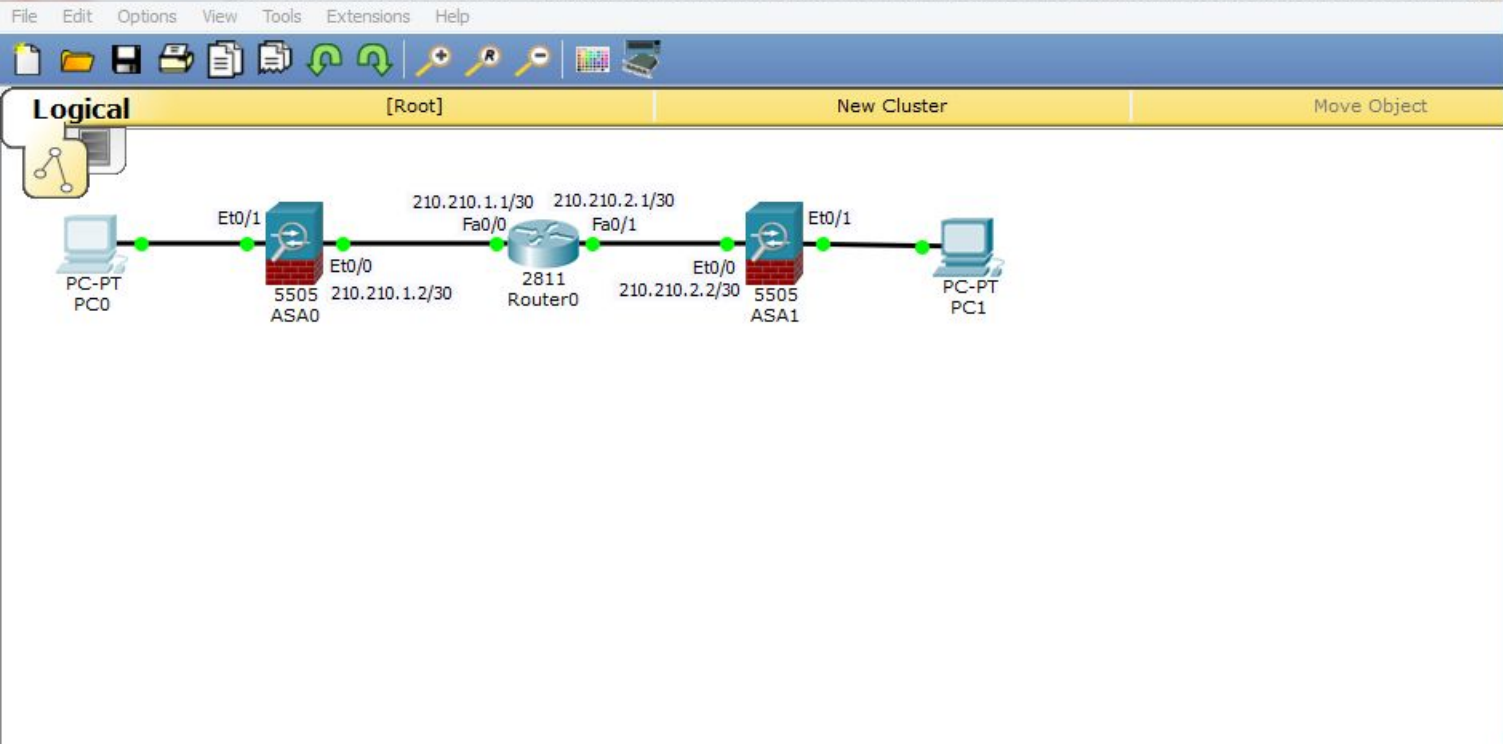 File Edit Options View Tools Extensions Help
R
Logical [Root] New Cluster Move Object
210.210.1.1/30 210.210.2.1/30
Et0/1 Fa0/0 Fa0/1 Et0/1
Et0/0 Et0/0
PC-PT 5505 210.210.1.2/30 2811 210.210.2.2/30 5505 PC-PT
PC0 ASA0 Router0 ASA1 PC1